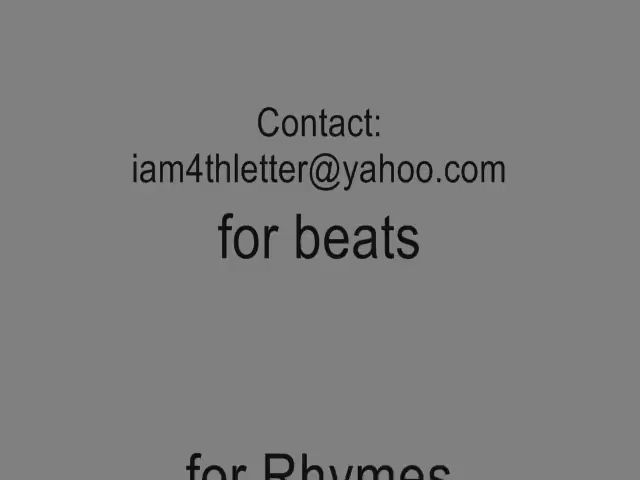 Contact:
iam4thletter@yahoo.com
for beats
for Rhymes